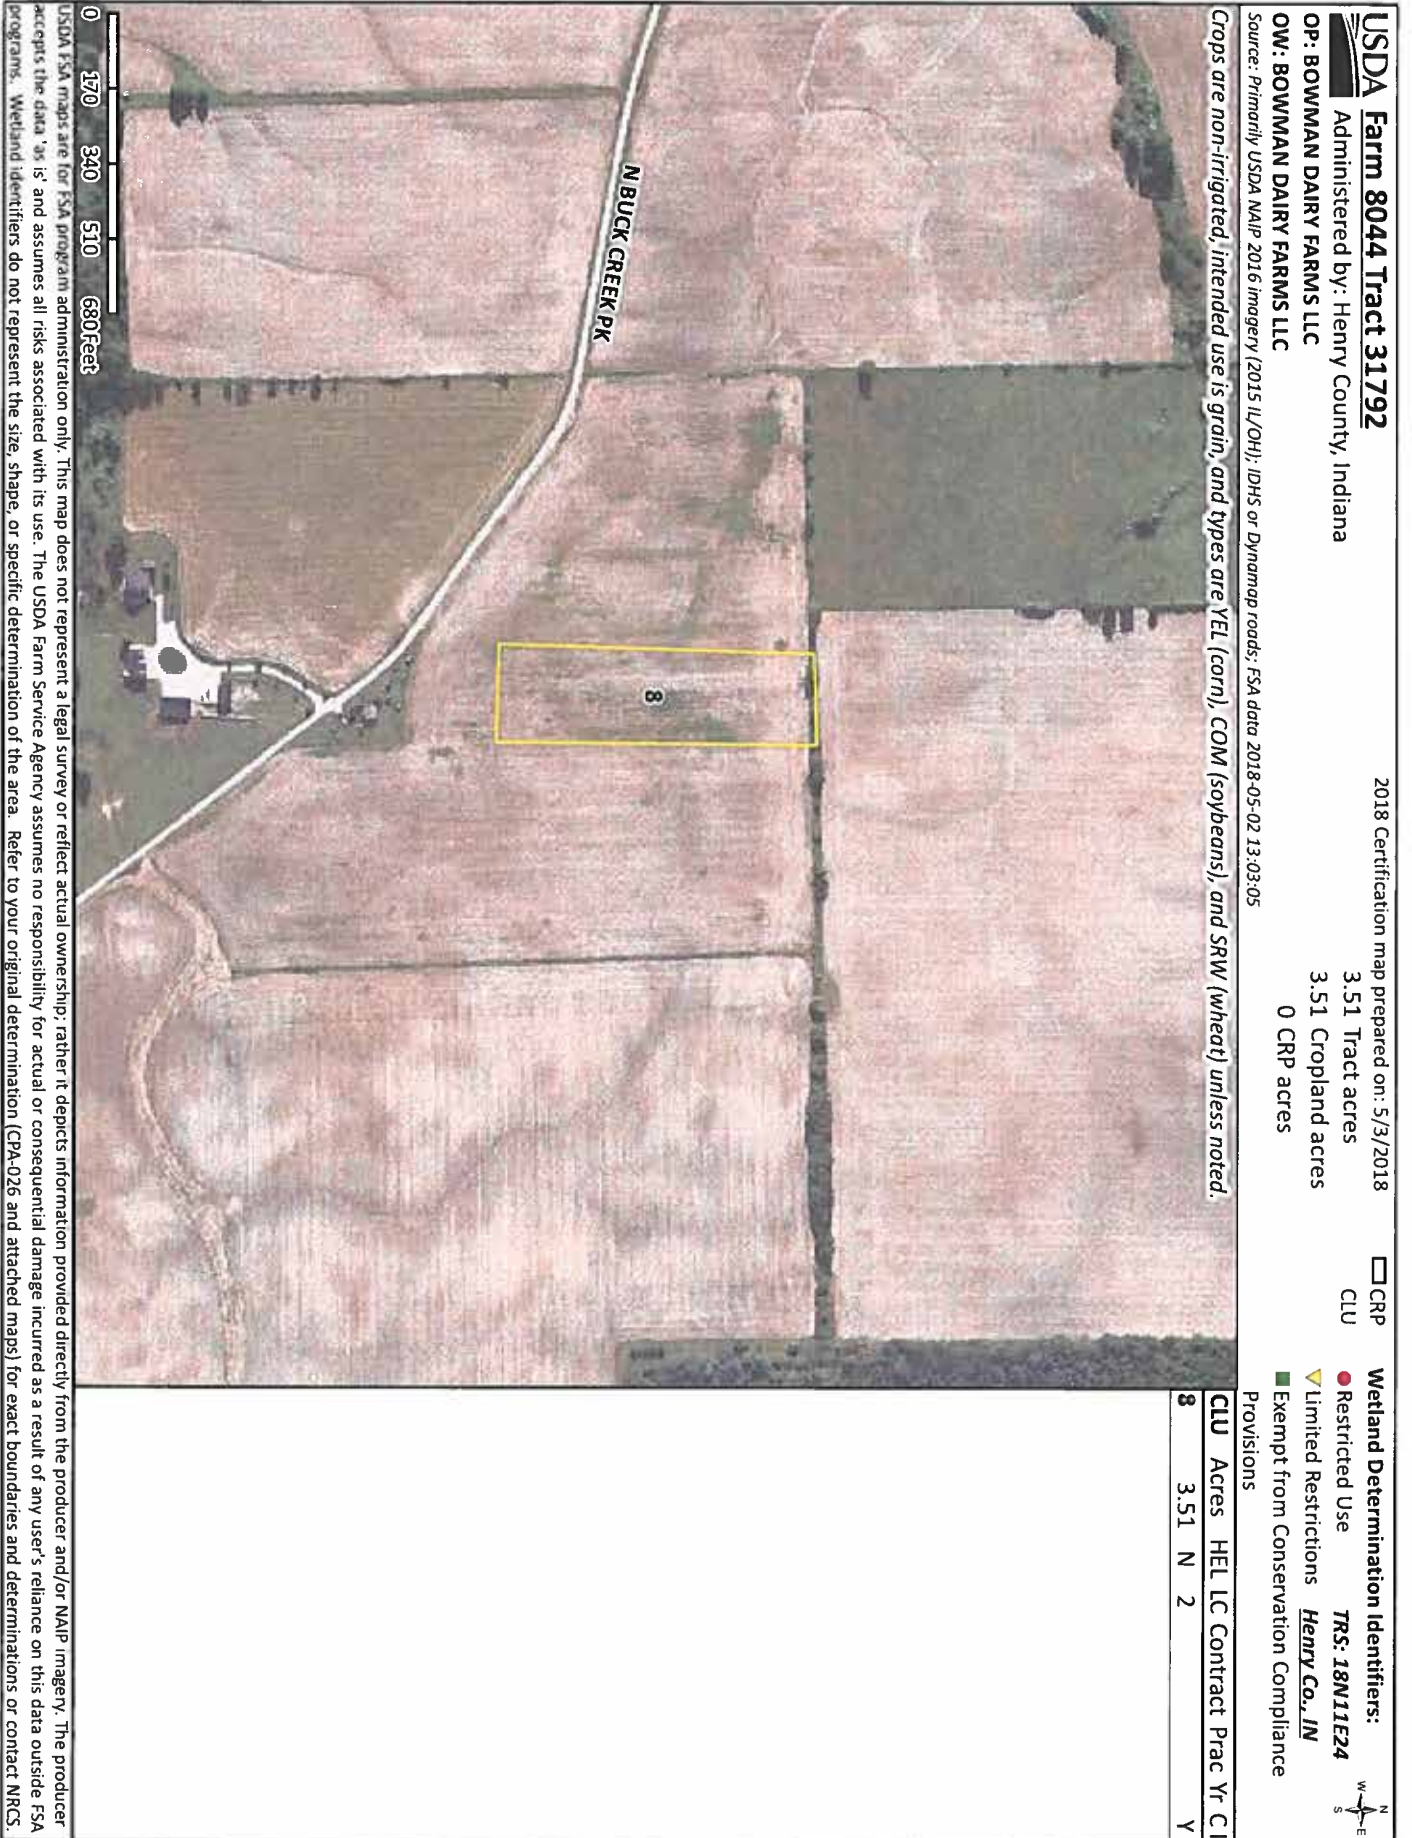 USDA Farm 8044 Tract 31792
Administered by: Henry County, Indiana
OP: BOWMAN DAIRY FARMS LLC
OW: BOWMAN DAIRY FARMS LLC
2018 Certification map prepared on: 5/3/2018
3.51 Tract acres
3.51 Cropland acres
0 CRP acres
CRP
CLU
Wetland Determination Identifiers:
Restricted Use
Limited Restrictions
Exempt from Conservation Compliance
Provisions
TRS: 18N11E24
Henry Co., IN
N
W E
S
Source: Primarily USDA NAIP 2016 imagery (2015 IL/OH); IDHS or Dynamap roads; FSA data 2018-05-02 13:03:05
Crops are non-irrigated, intended use is grain, and types are YEL (corn), COM (soybeans), and SRW (wheat) unless noted.
CLU Acres HEL LC Contract Prac Yr C I
8 3.51 N 2 Y
8
N BUCK CREEK PK
0 170 340 510 680 Feet
USDA FSA maps are for FSA program administration only. This map does not represent a legal survey or reflect actual ownership; rather it depicts information provided directly from the producer and/or NAIP imagery. The producer
accepts the data 'as is' and assumes all risks associated with its use. The USDA Farm Service Agency assumes no responsibility for actual or consequential damage incurred as a result of any user's reliance on this data outside FSA
programs. Wetland identifiers do not represent the size, shape, or specific determination of the area. Refer to your original determination (CPA-026 and attached maps) for exact boundaries and determinations or contact NRCS.